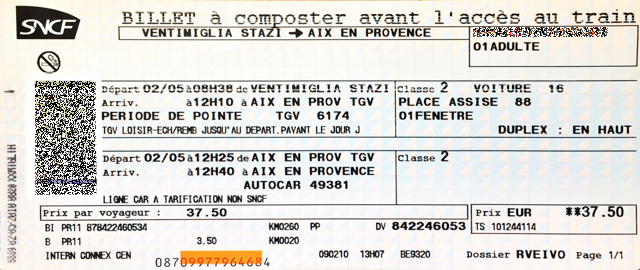 SNCF
BILLET à composter avant l'accès au train
VENTIMIGLIA STAZI → AIX EN PROVENCE
01ADULTE
Départ 02/05 à 08H38 de VENTIMIGLIA STAZI Classe 2 VOITURE 16
Arriv. à 12H10 à AIX EN PROV TGV PLACE ASSISE 88
PERIODE DE POINTE TGV 6174 01FENETRE
TGV LOISIR-ECH/REMB JUSQU'AU DEPART.PAYANT LE JOUR J DUPLEX : EN HAUT
Départ 02/05 à 12H25 de AIX EN PROV TGV Classe 2
Arriv. à 12H40 à AIX EN PROVENCE
AUTOCAR 49381
LIGNE CAR A TARIFICATION NON SNCF
Prix par voyageur : 37.50 Prix EUR **37.50
BI PR11 878422460534 KM0260 PP DV 842246053 TS 101244114
B PR11 3.50 KM0020
INTERN CONNEX CEN 090210 13H07 BE9320 Dossier RVEIVO Page 1/1
08709977964684